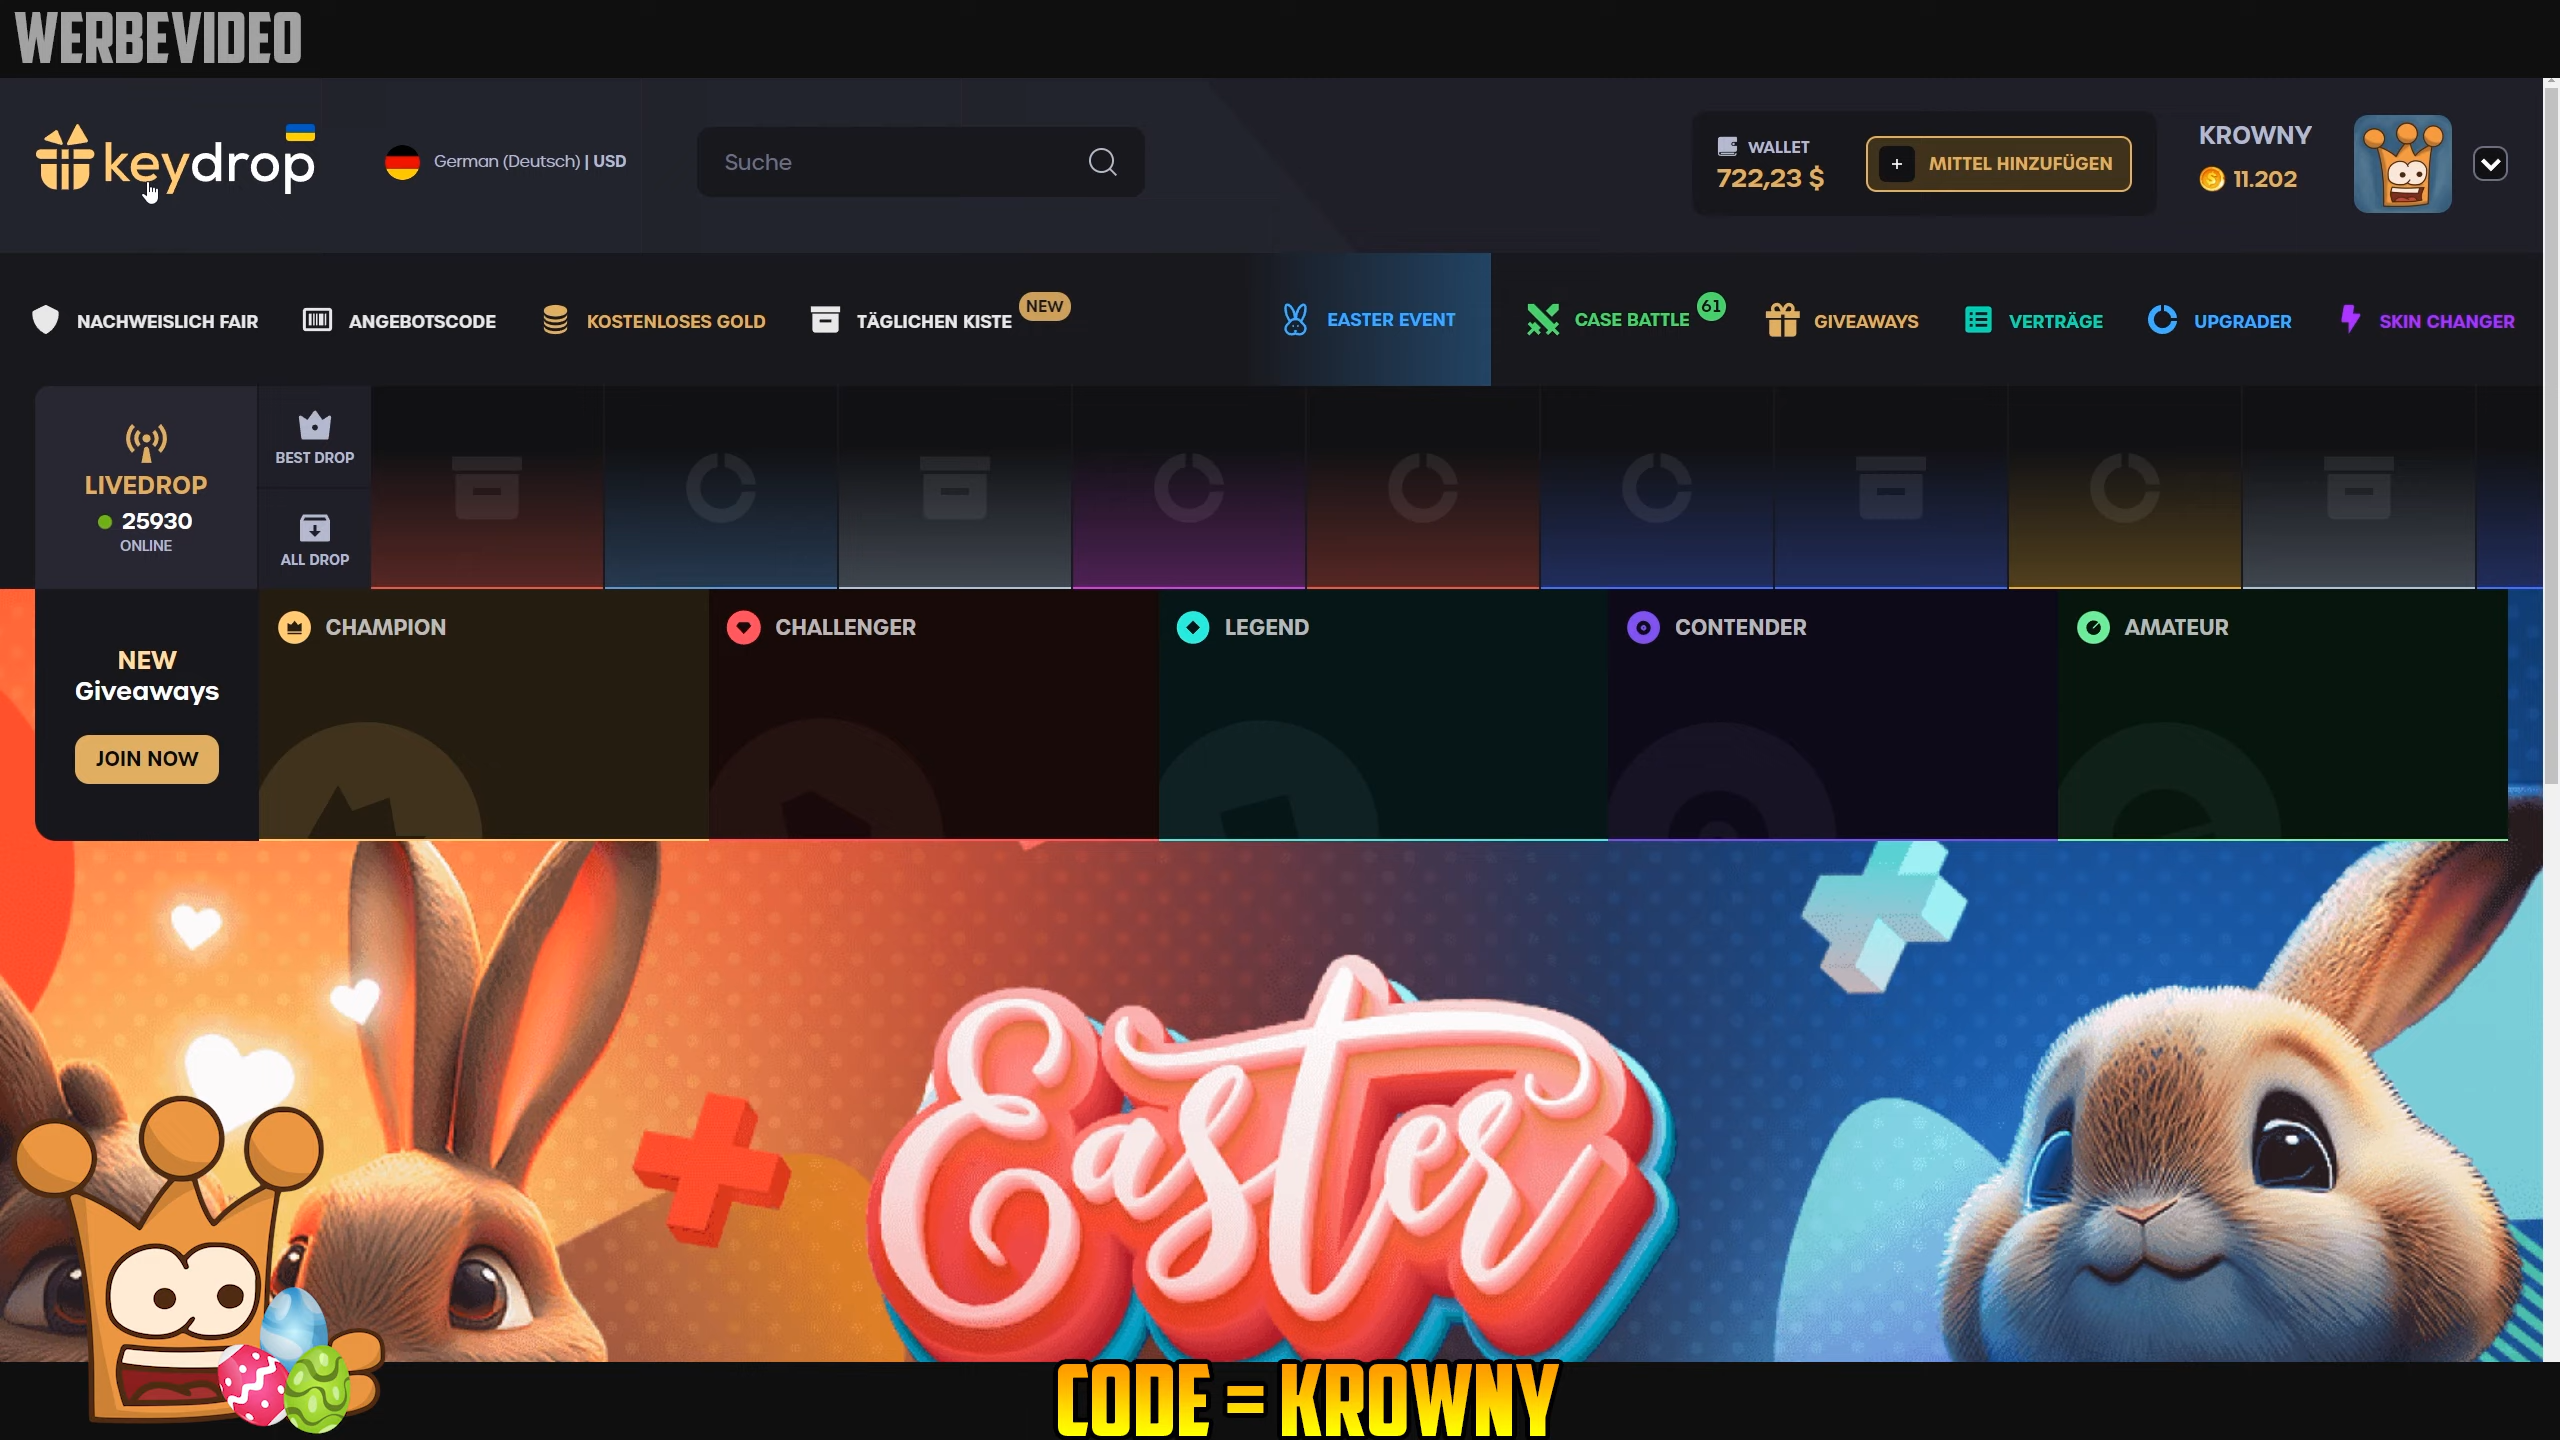 WERBEVIDEO
keydrop
German (Deutsch) | USD
Suche
WALLET
722,23 $
+ MITTEL HINZUFÜGEN
KROWNY
11.202
NACHWEISLICH FAIR
ANGEBOTSCODE
KOSTENLOSES GOLD
TÄGLICHEN KISTE
NEW
EASTER EVENT
CASE BATTLE
61
GIVEAWAYS
VERTRÄGE
UPGRADER
SKIN CHANGER
LIVEDROP
25930
ONLINE
BEST DROP
ALL DROP
NEW
Giveaways
JOIN NOW
CHAMPION
CHALLENGER
LEGEND
CONTENDER
AMATEUR
Easter
CODE = KROWNY